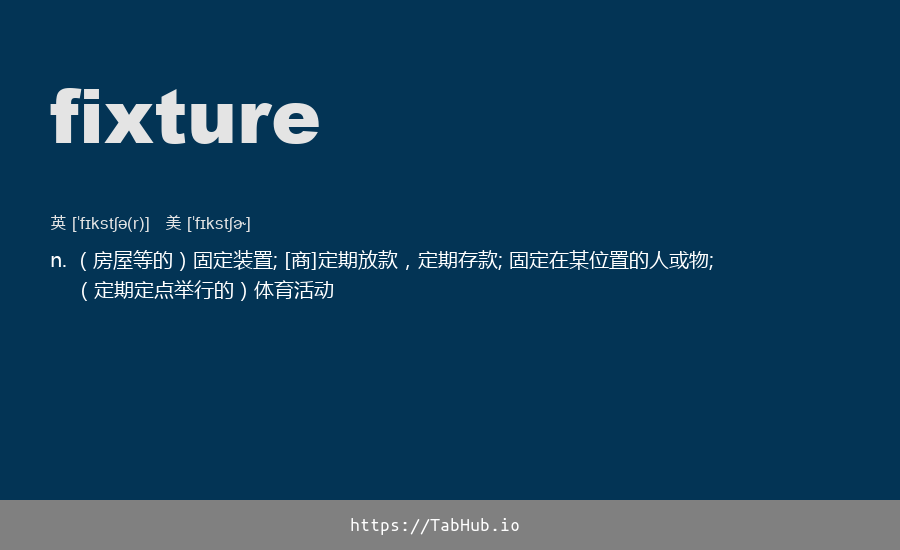 fixture
英 [ˈfɪkstʃə(r)] 美 [ˈfɪkstʃɚ]
n. （房屋等的）固定装置; [商]定期放款，定期存款; 固定在某位置的人或物;
（定期定点举行的）体育活动
https://TabHub.io